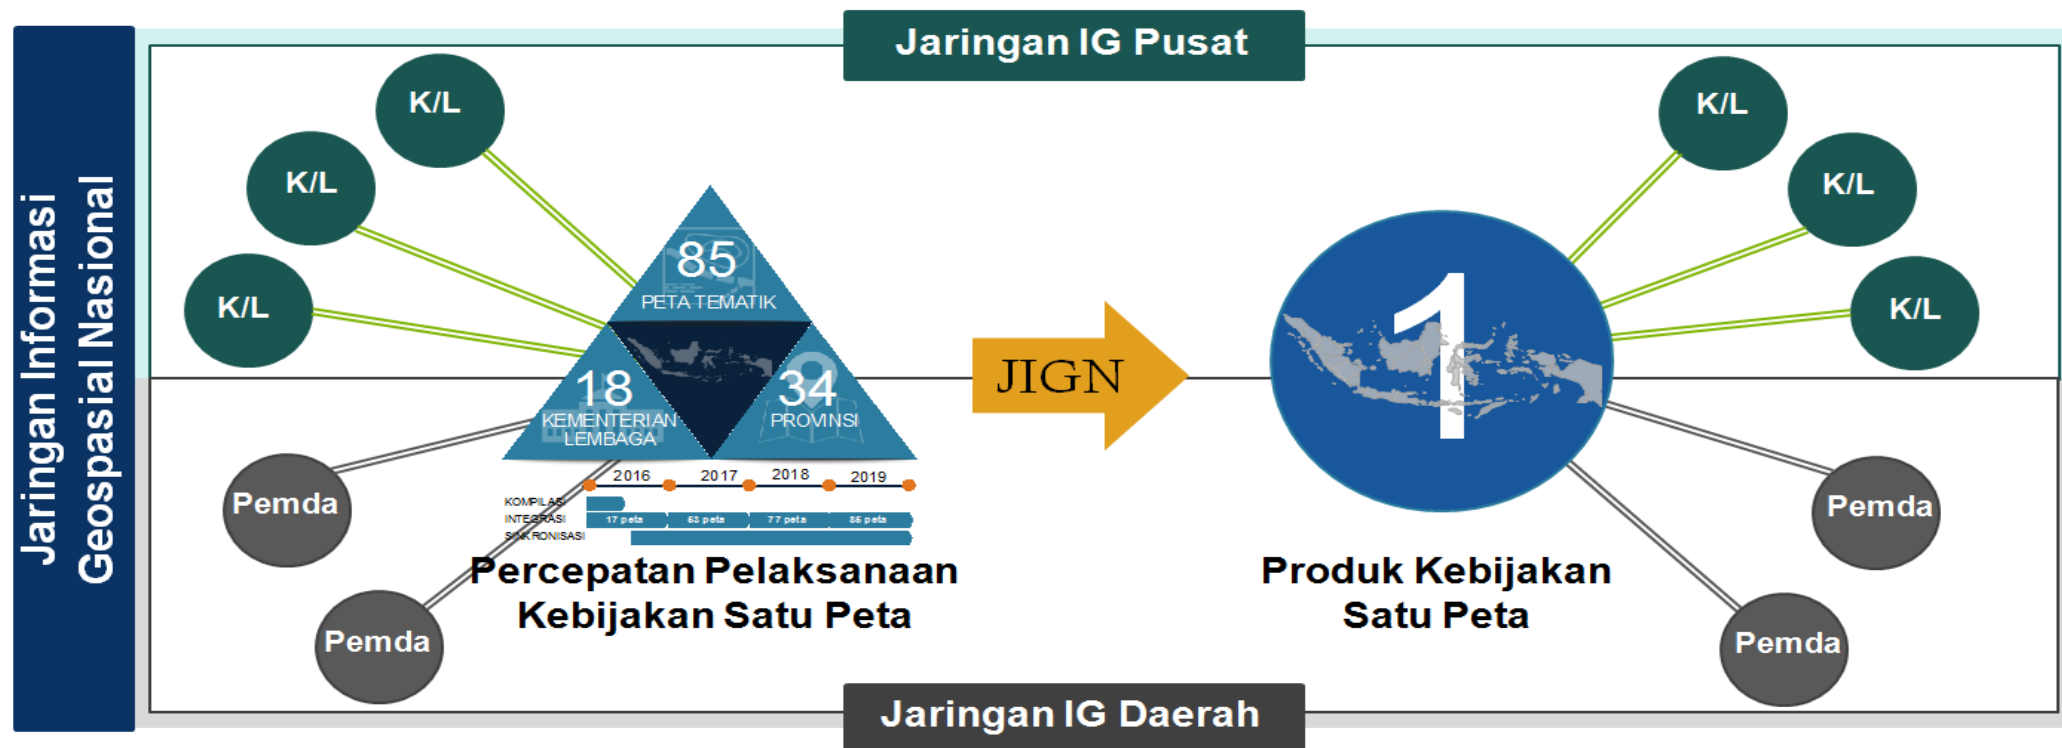 Jaringan Informasi
Geospasial Nasional
Jaringan IG Pusat
K/L
K/L
K/L
85
PETA TEMATIK
18
KEMENTERIAN
LEMBAGA
34
PROVINSI
2016 2017 2018 2019
KOMPILASI
INTEGRASI 17 peta 63 peta 77 peta 85 peta
SINKRONISASI
Percepatan Pelaksanaan
Kebijakan Satu Peta
Pemda
Pemda
JIGN
K/L
K/L
K/L
1
Produk Kebijakan
Satu Peta
Pemda
Pemda
Jaringan IG Daerah